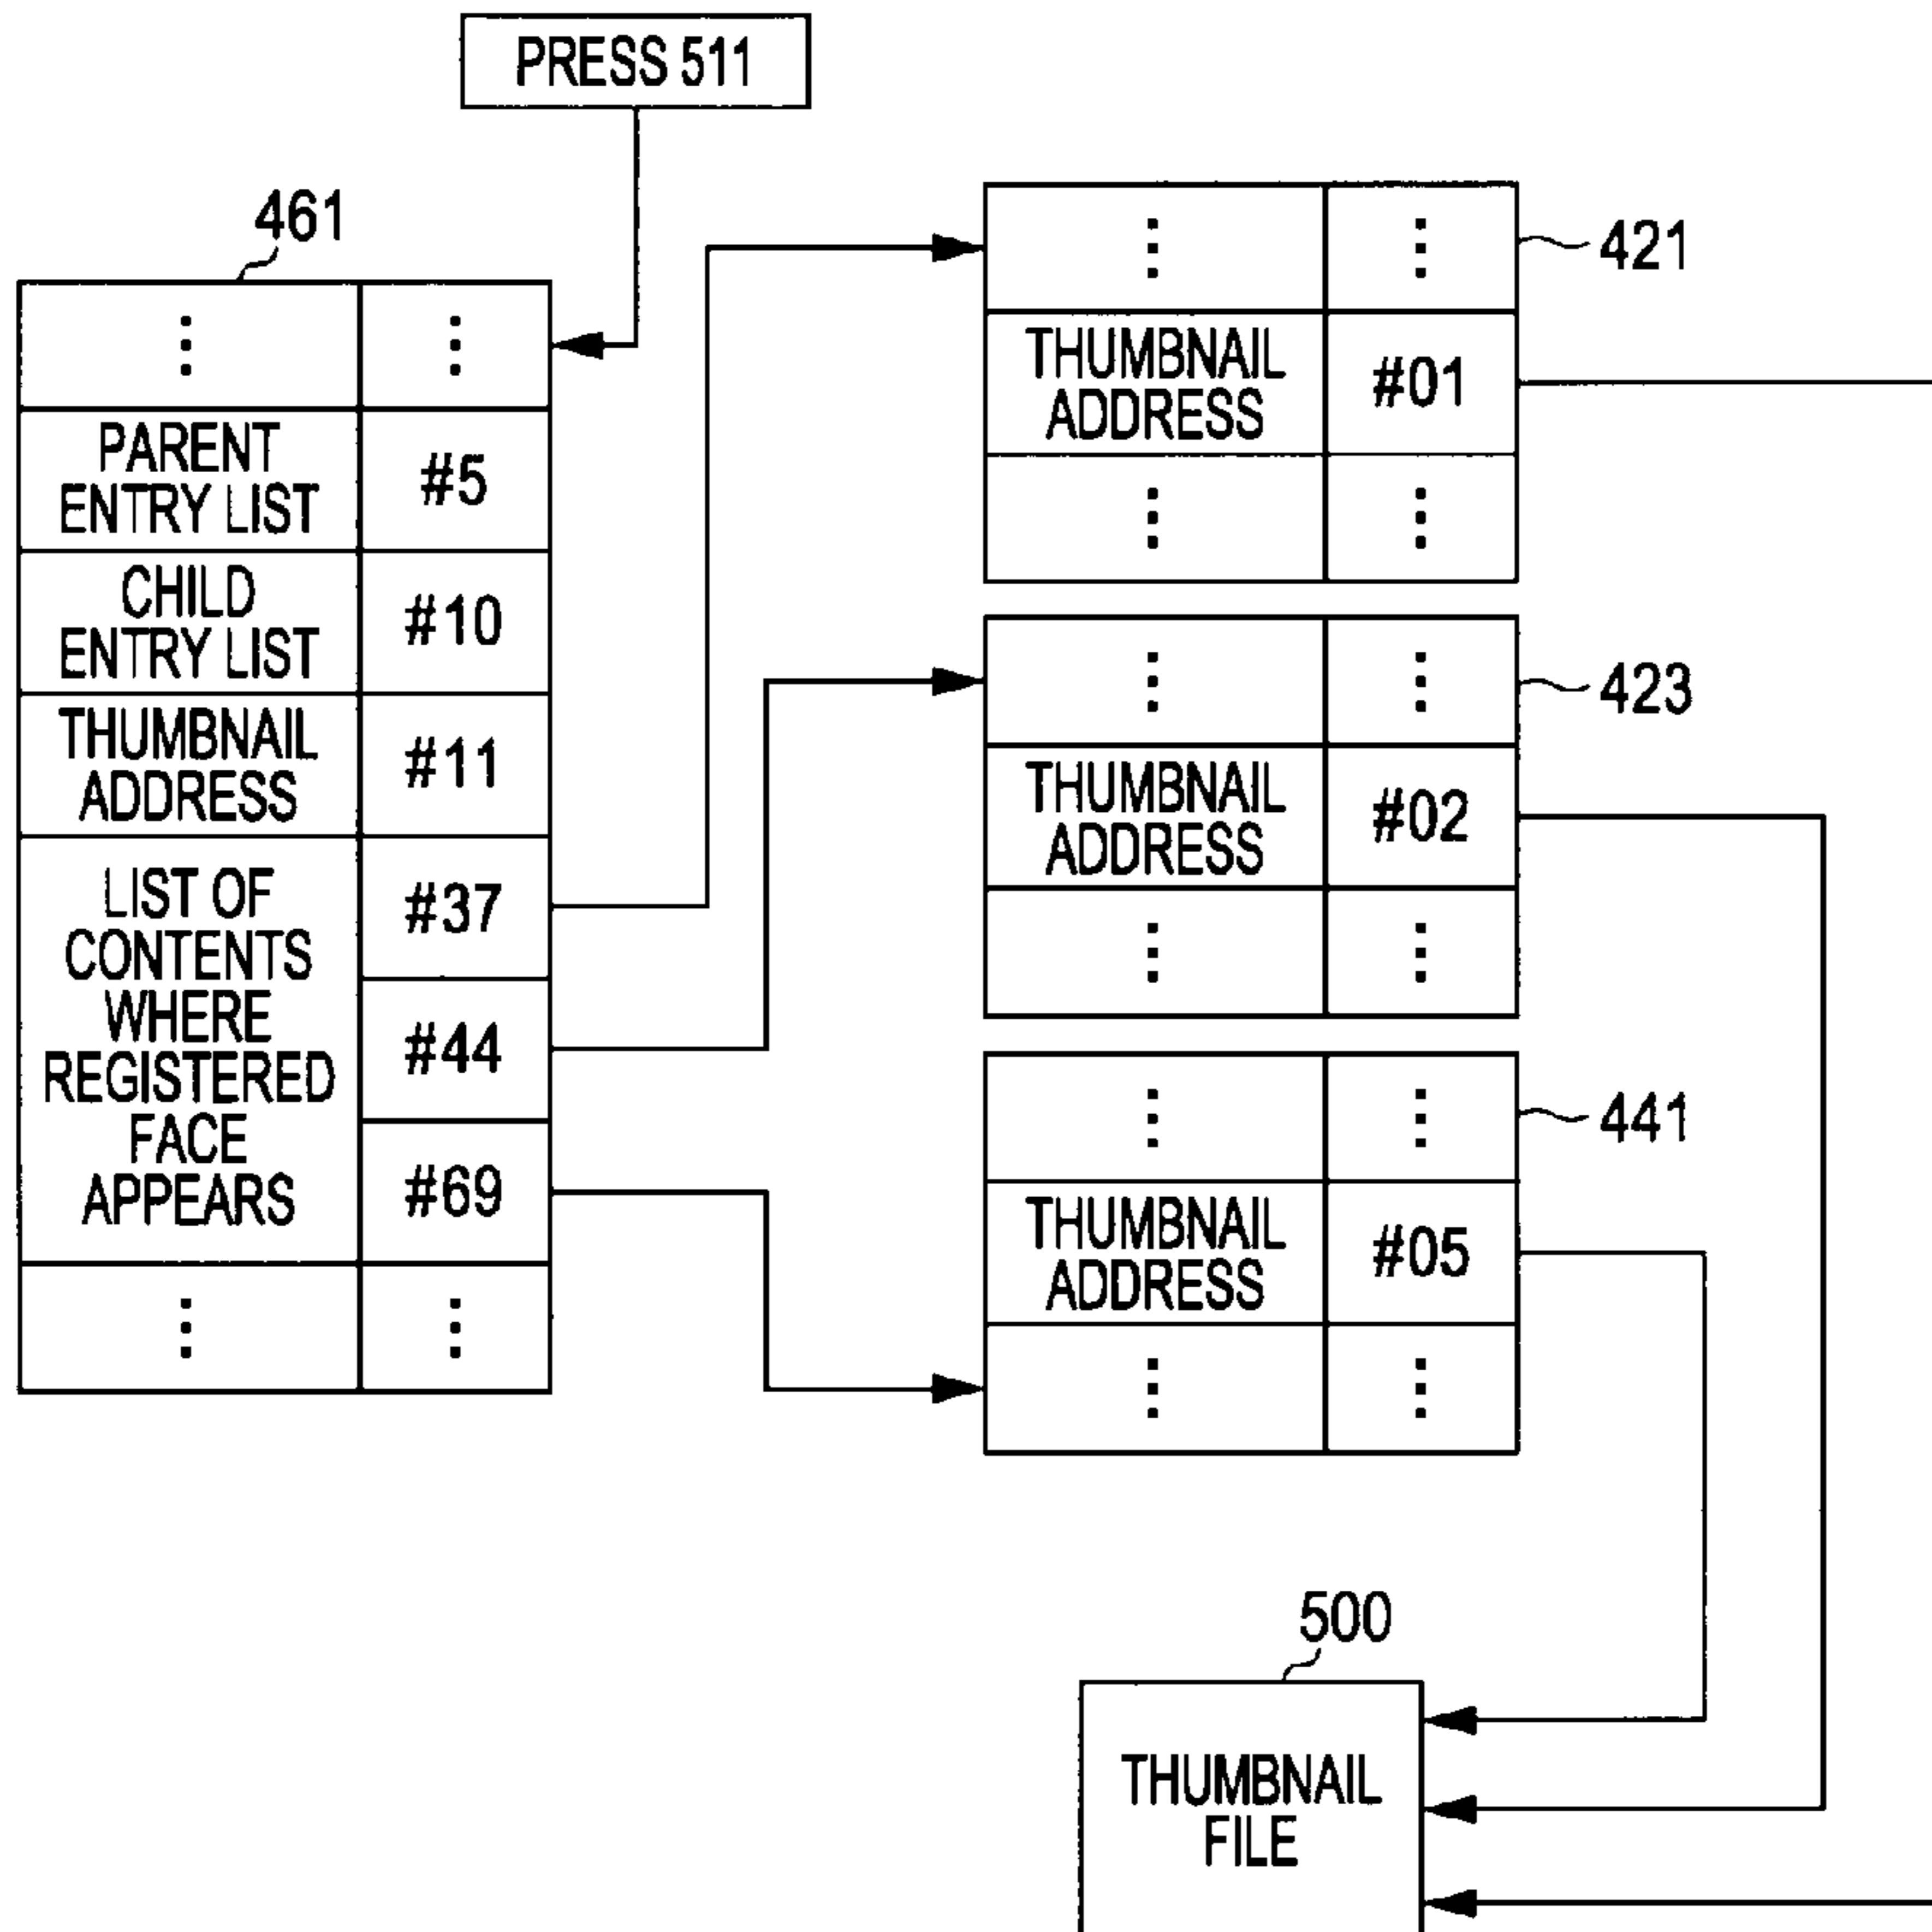 PRESS 511
461
⋮ ⋮
PARENT
ENTRY LIST
#5
CHILD
ENTRY LIST
#10
THUMBNAIL
ADDRESS
#11
LIST OF
CONTENTS
WHERE
REGISTERED
FACE
APPEARS
#37
#44
#69
⋮ ⋮
421
⋮ ⋮
THUMBNAIL
ADDRESS
#01
⋮ ⋮
423
⋮ ⋮
THUMBNAIL
ADDRESS
#02
⋮ ⋮
441
⋮ ⋮
THUMBNAIL
ADDRESS
#05
⋮ ⋮
500
THUMBNAIL
FILE